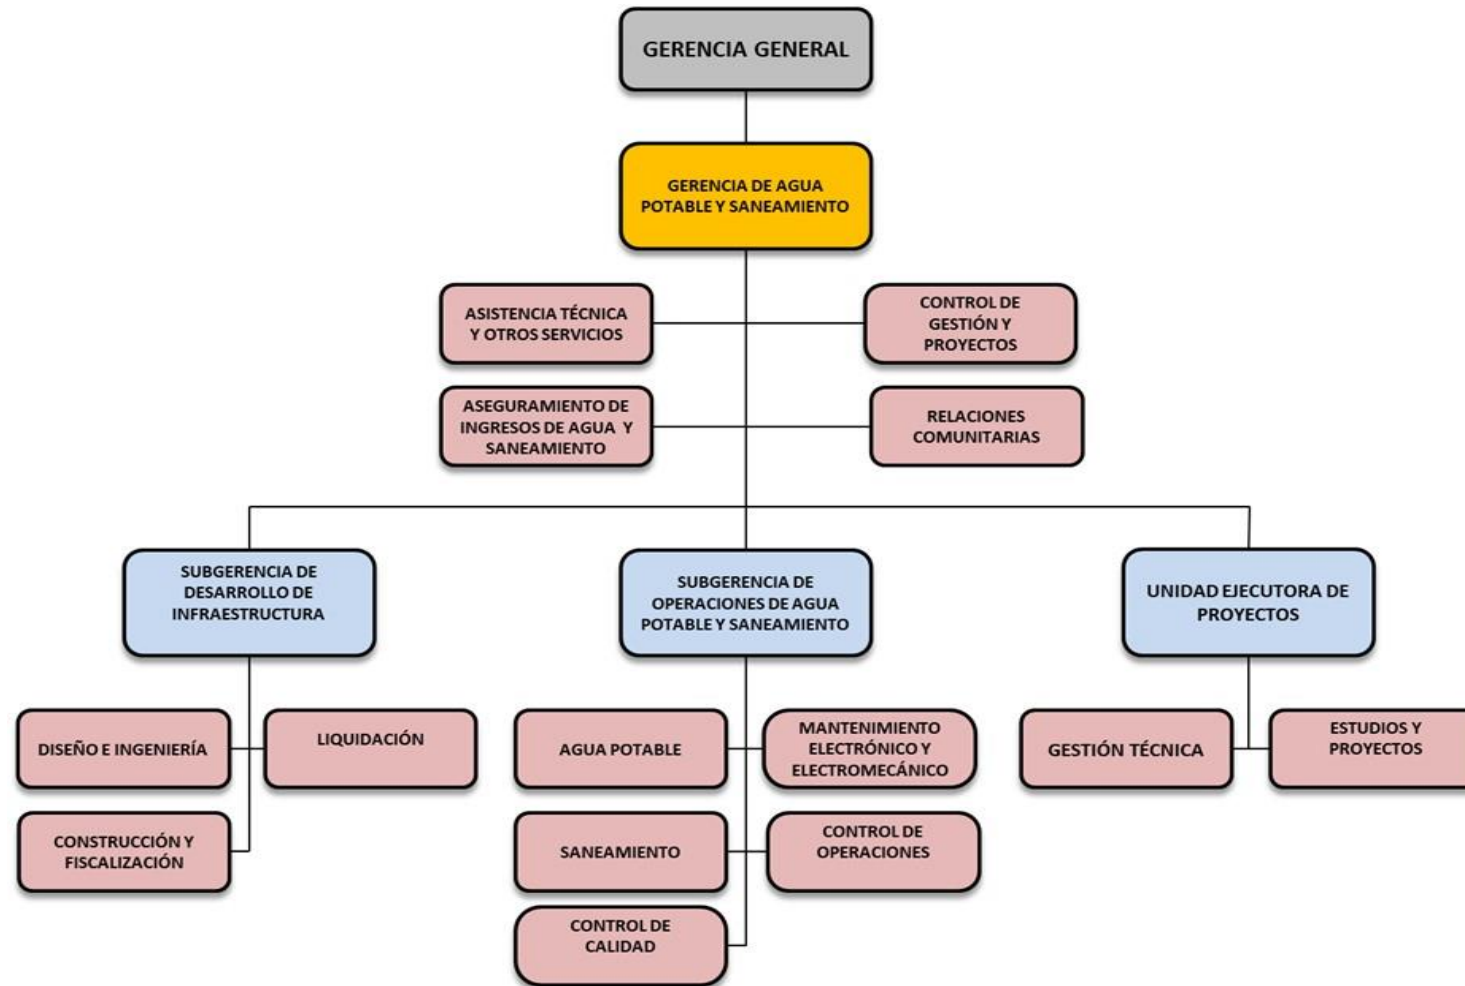 GERENCIA GENERAL
GERENCIA DE AGUA
POTABLE Y SANEAMIENTO
ASISTENCIA TÉCNICA
Y OTROS SERVICIOS
CONTROL DE
GESTIÓN Y
PROYECTOS
ASEGURAMIENTO DE
INGRESOS DE AGUA Y
SANEAMIENTO
RELACIONES
COMUNITARIAS
SUBGERENCIA DE
DESARROLLO DE
INFRAESTRUCTURA
SUBGERENCIA DE
OPERACIONES DE AGUA
POTABLE Y SANEAMIENTO
UNIDAD EJECUTORA DE
PROYECTOS
DISEÑO E INGENIERÍA
LIQUIDACIÓN
AGUA POTABLE
MANTENIMIENTO
ELECTRÓNICO Y
ELECTROMECÁNICO
GESTIÓN TÉCNICA
ESTUDIOS Y
PROYECTOS
CONSTRUCCIÓN Y
FISCALIZACIÓN
SANEAMIENTO
CONTROL DE
OPERACIONES
CONTROL DE
CALIDAD